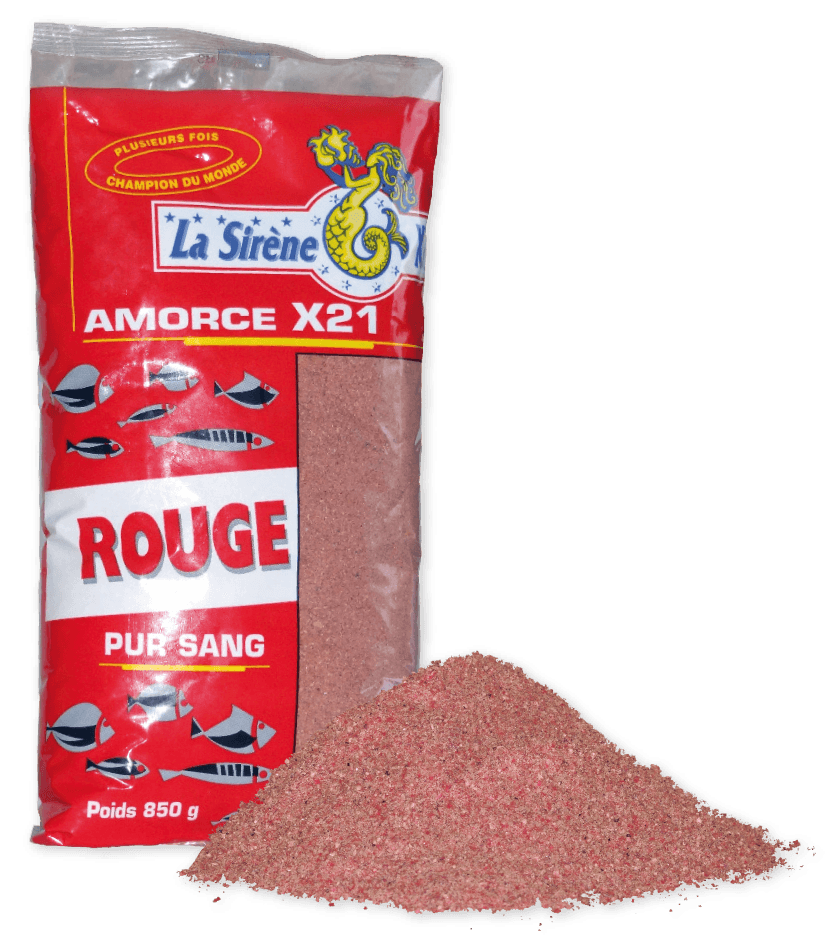 PLUSIEURS FOIS
CHAMPION DU MONDE
La Sirène
AMORCE X21
ROUGE
PUR SANG
Poids 850 g